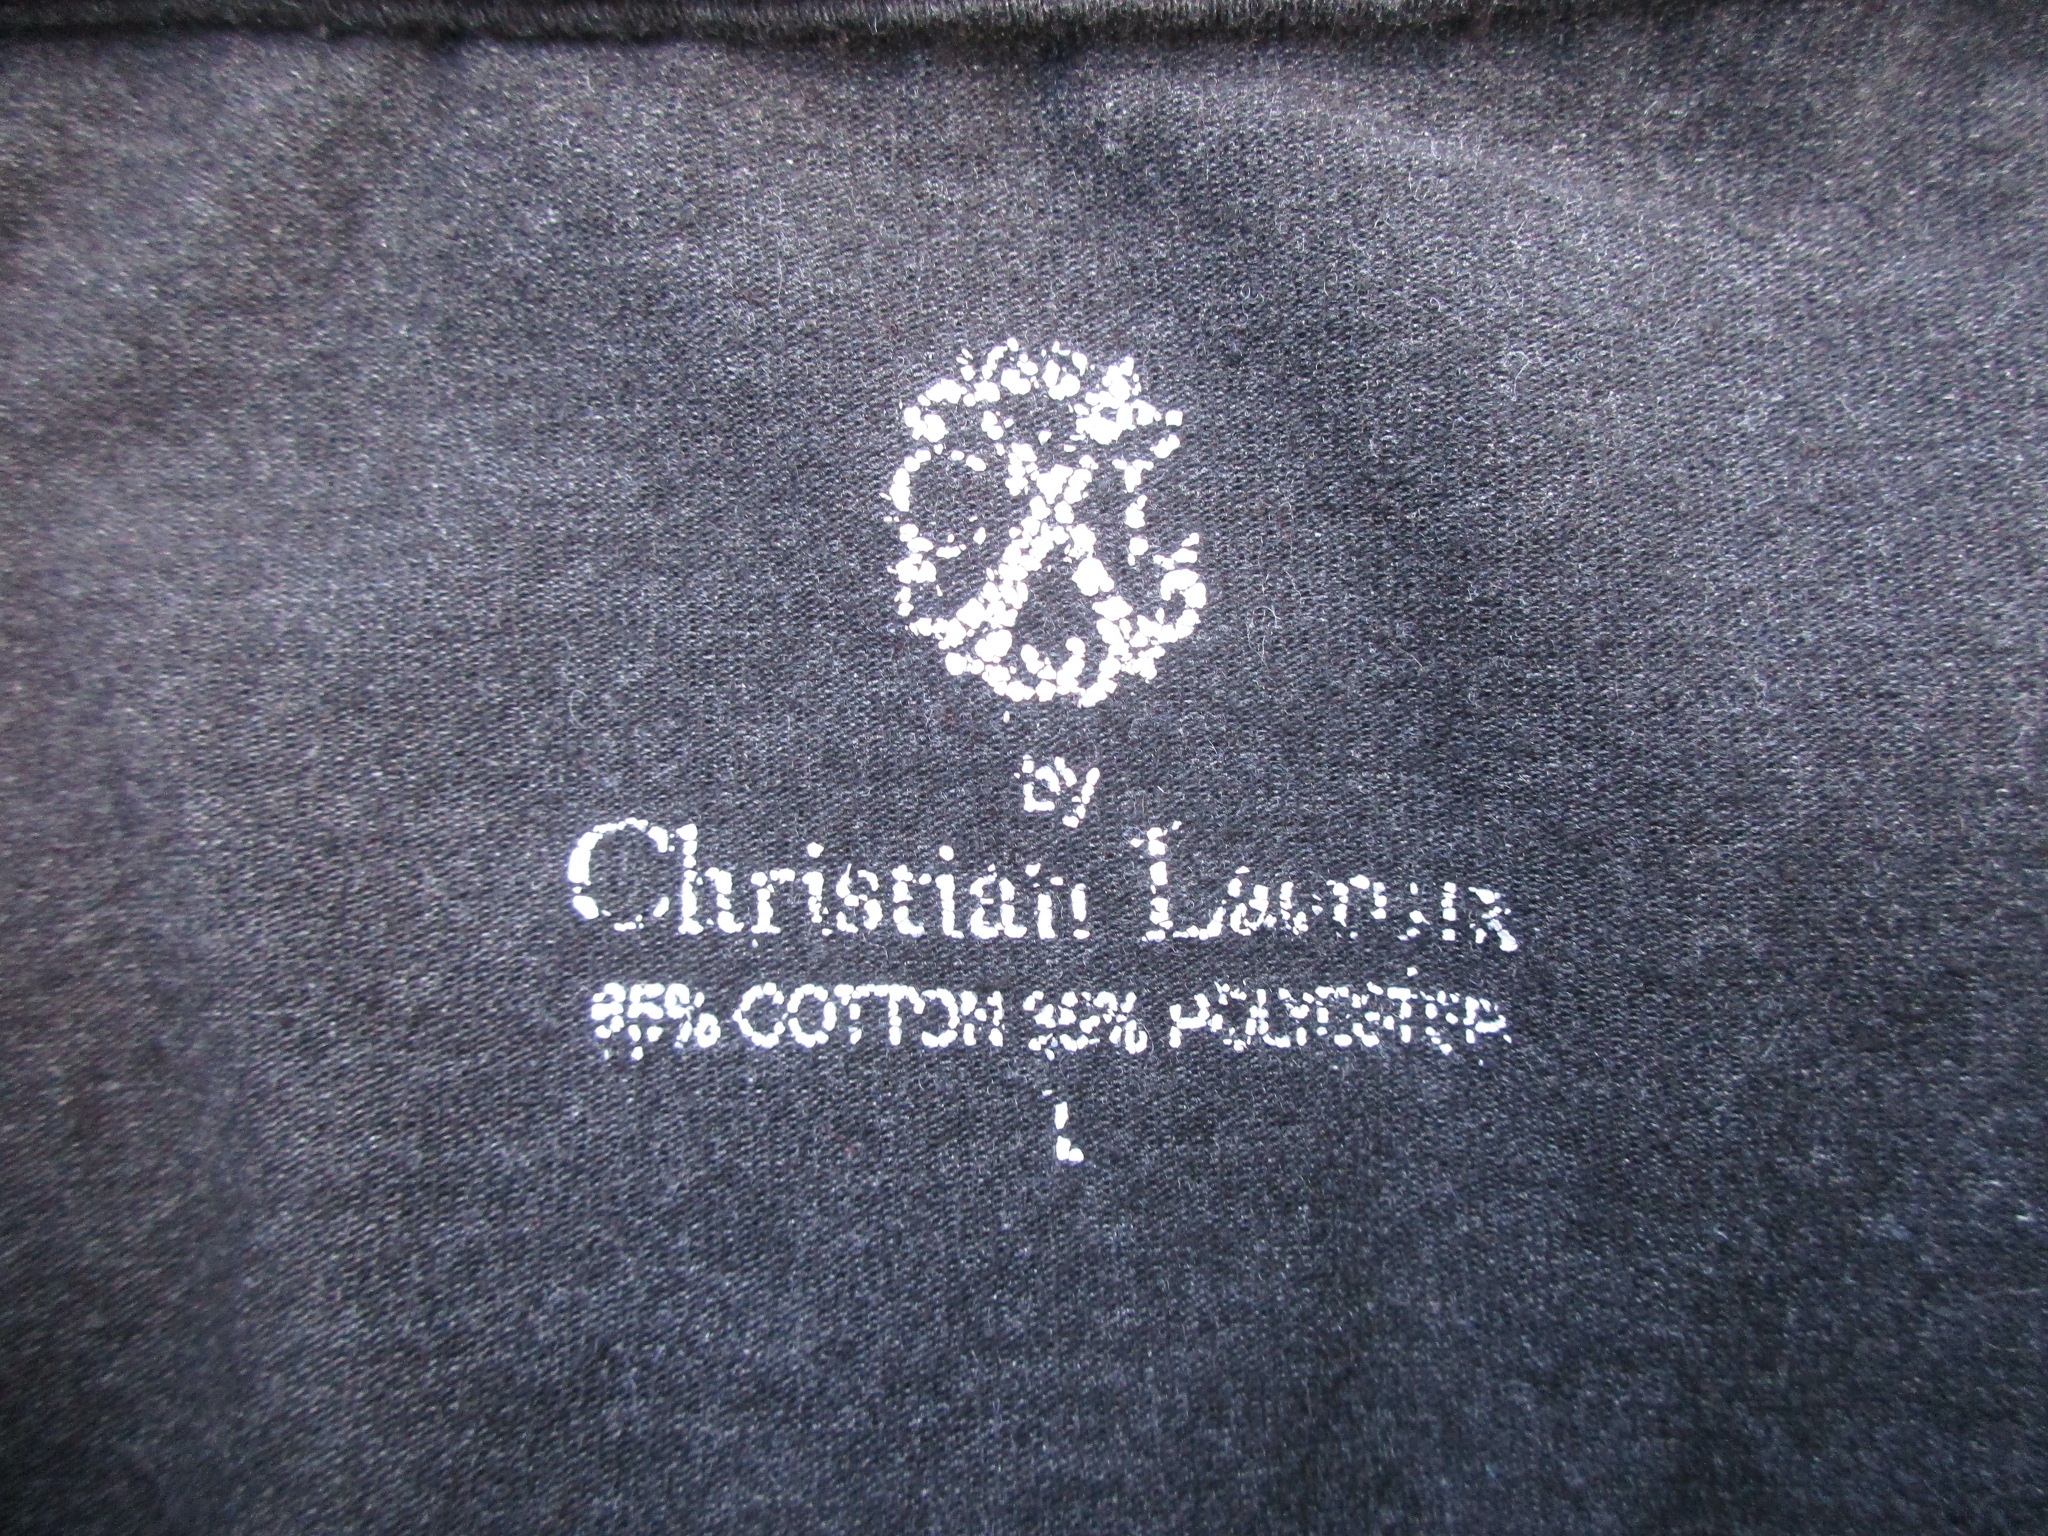 BY
Christian Lacroix
COTTON POLYESTER
L